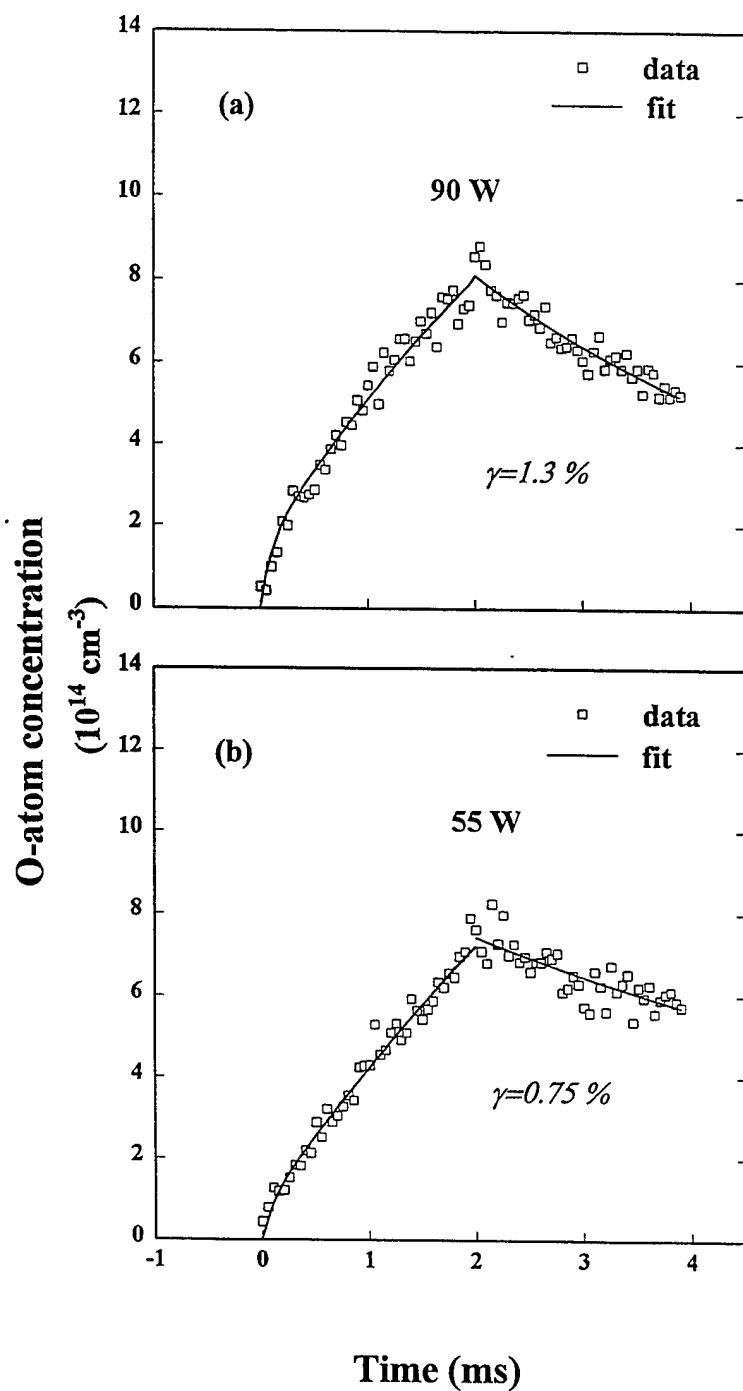 14
12
10
8
6
4
2
0
(a)
data
fit
90 W
γ=1.3 %
O-atom concentration
(10¹⁴ cm⁻³)
14
12
10
8
6
4
2
0
(b)
data
fit
55 W
γ=0.75 %
-1 0 1 2 3 4
Time (ms)